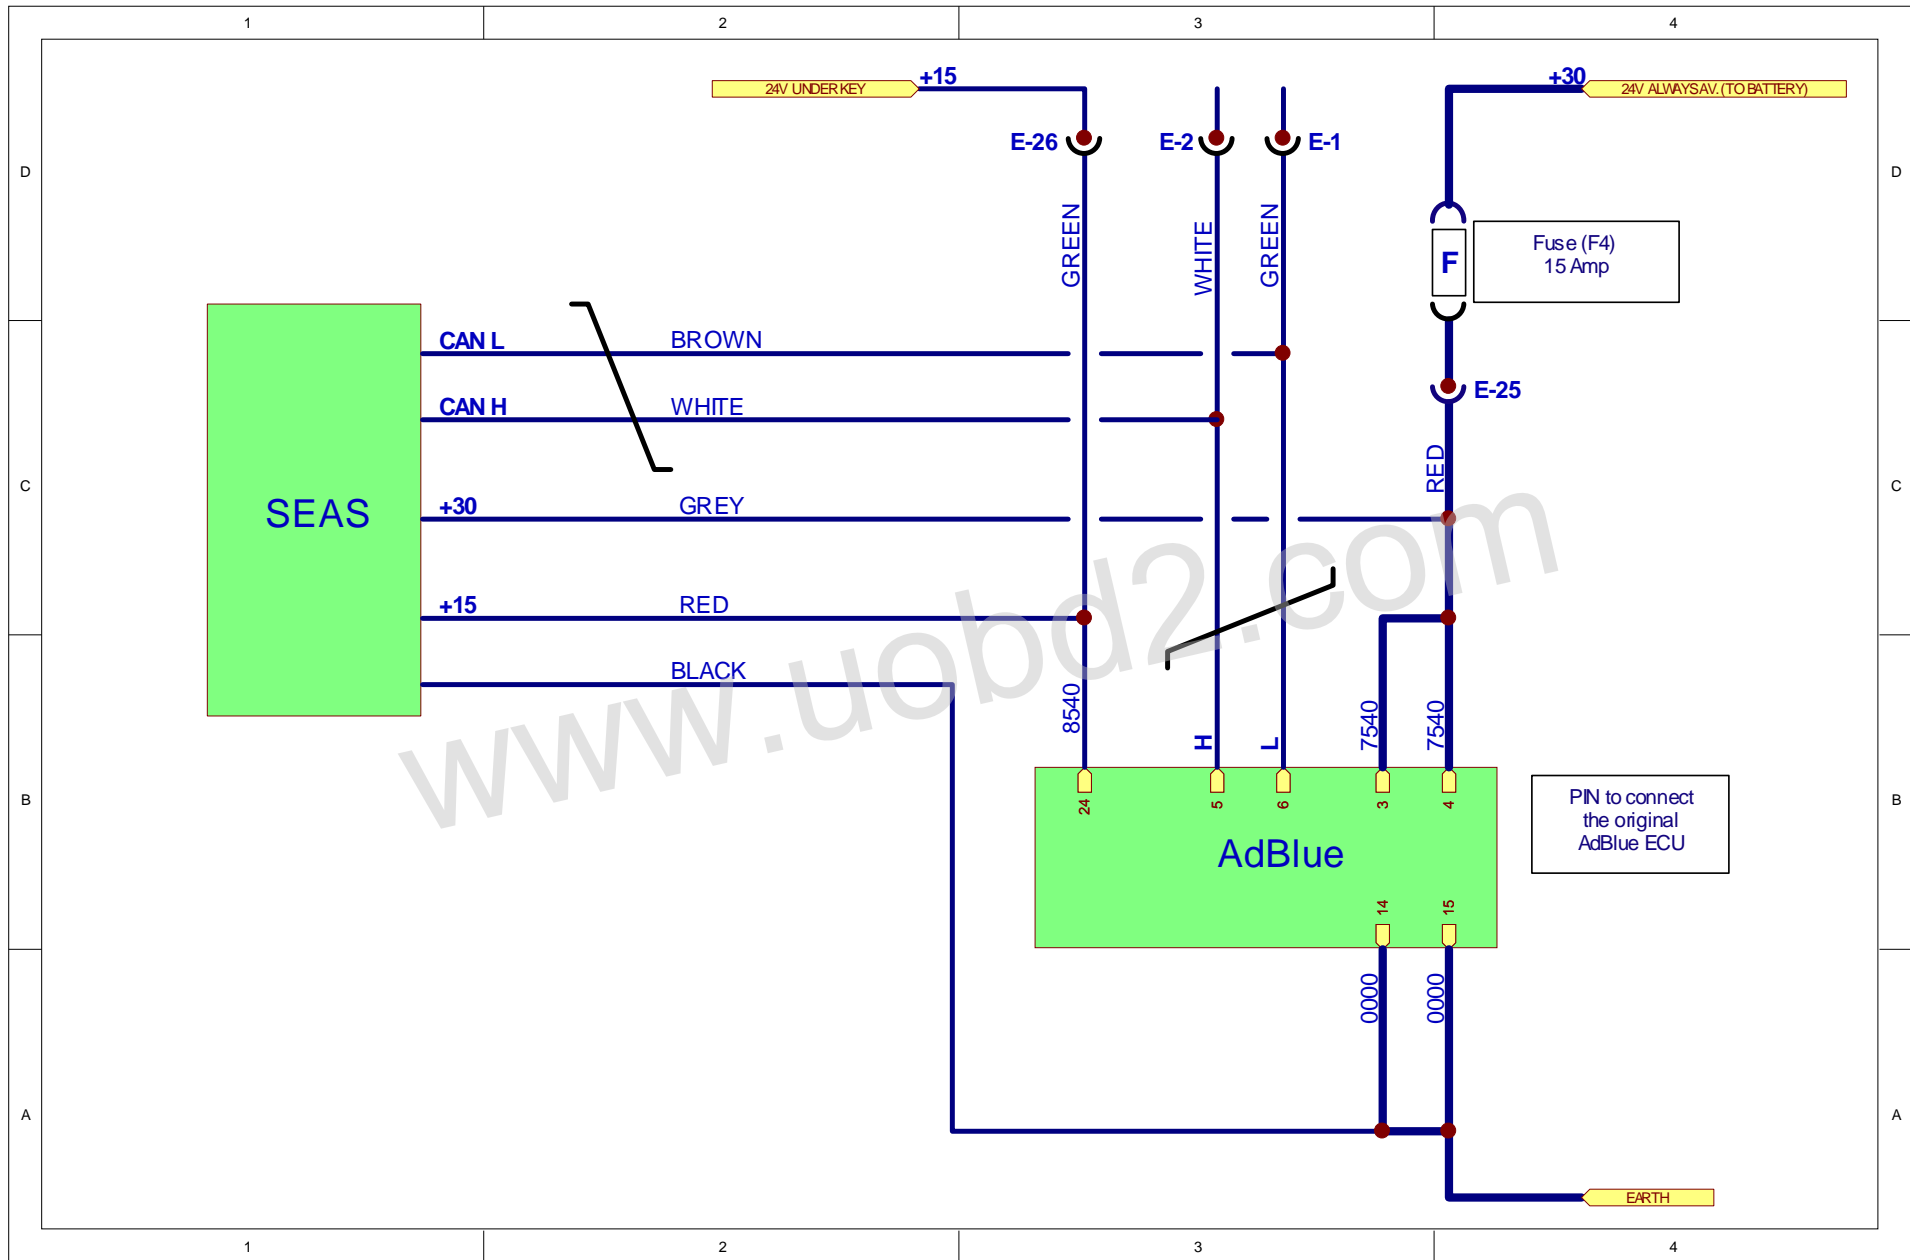 1
2
3
4
D
D
C
C
B
B
A
A
24V UNDER KEY
+15
+30
24V ALWAYS AV. (TO BATTERY)
E-26
E-2
E-1
GREEN
WHITE
GREEN
F
Fuse (F4)
15 Amp
E-25
RED
SEAS
CAN L
BROWN
CAN H
WHITE
+30
GREY
+15
RED
BLACK
www.uobd2.com
8540
H
L
7540
7540
24
5
6
3
4
AdBlue
PIN to connect
the original
AdBlue ECU
14
15
0000
0000
EARTH
1
2
3
4